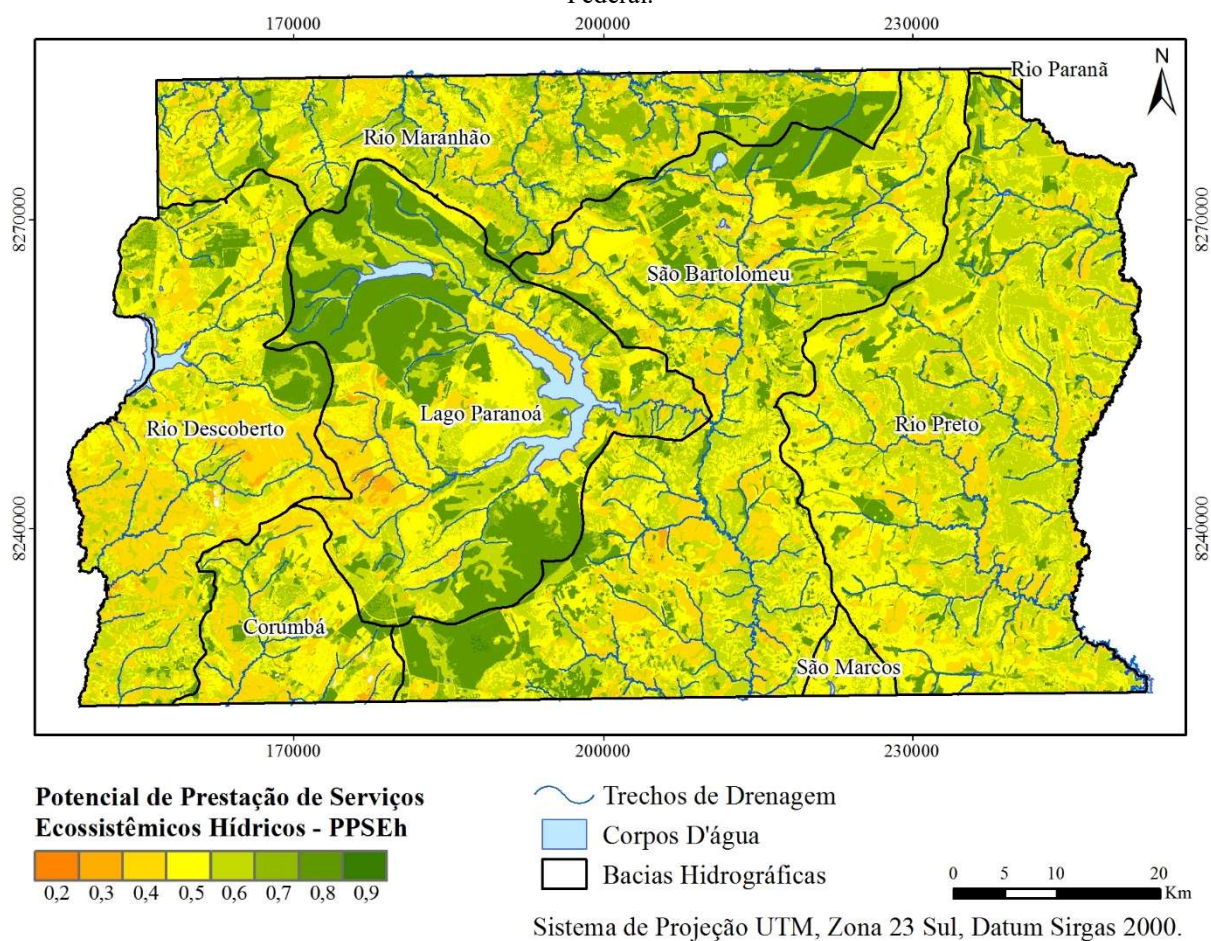 Federal.
170000 200000 230000
N
Rio Paranã
Rio Maranhão
8270000 8270000
São Bartolomeu
Lago Paranoá
Rio Descoberto
Rio Preto
8240000 8240000
Corumbá
São Marcos
170000 200000 230000
Potencial de Prestação de Serviços
Ecossistêmicos Hídricos - PPSEh
0,2 0,3 0,4 0,5 0,6 0,7 0,8 0,9
Trechos de Drenagem
Corpos D'água
Bacias Hidrográficas
0 5 10 20
Km
Sistema de Projeção UTM, Zona 23 Sul, Datum Sirgas 2000.